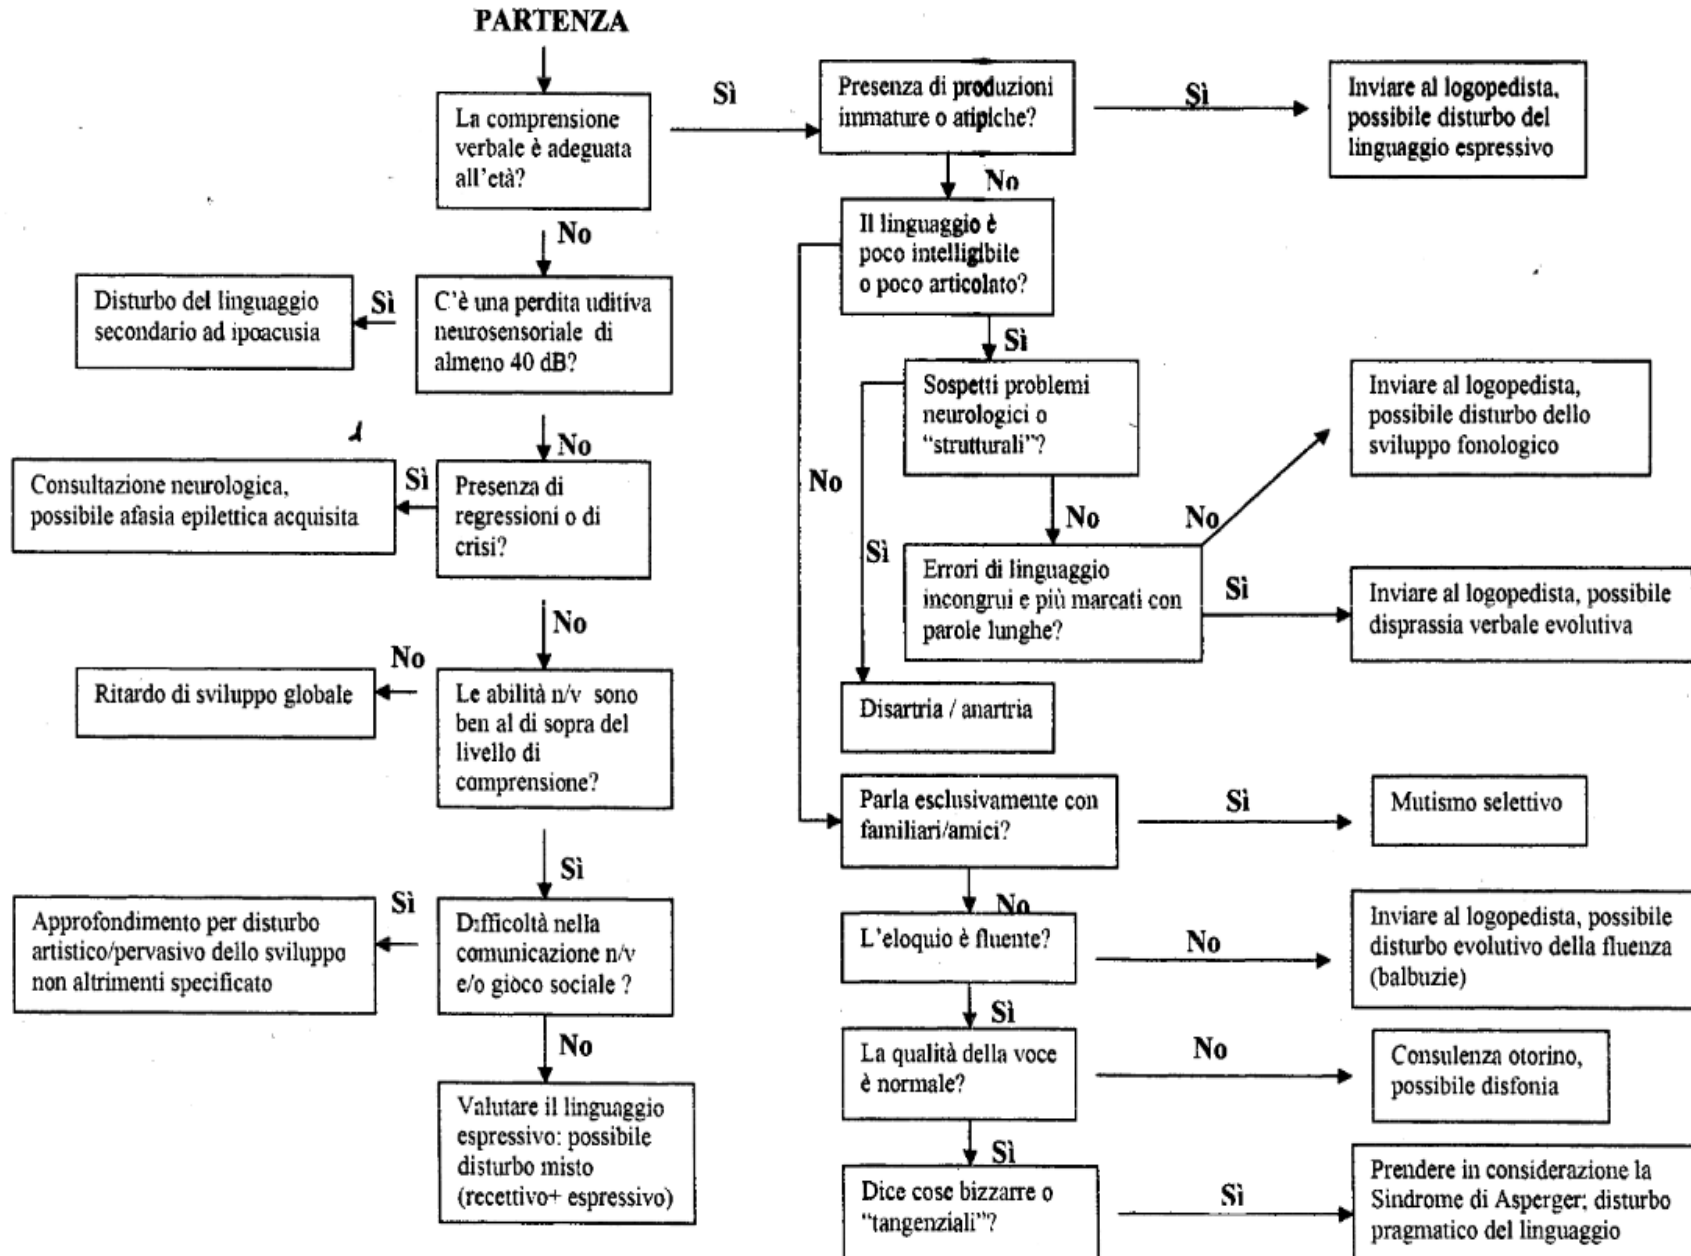 PARTENZA
La comprensione
verbale è adeguata
all'età?
Sì
Presenza di produzioni
immature o atipiche?
Sì
Inviare al logopedista,
possibile disturbo del
linguaggio espressivo
No
Il linguaggio è
poco intelligibile
o poco articolato?
No
C'è una perdita uditiva
neurosensoriale di
almeno 40 dB?
Sì
Disturbo del linguaggio
secondario ad ipoacusia
Sì
Sospetti problemi
neurologici o
“strutturali”?
Inviare al logopedista,
possibile disturbo dello
sviluppo fonologico
No
Presenza di
regressioni o di
crisi?
Sì
Consultazione neurologica,
possibile afasia epilettica acquisita
No
No
No
Sì
Errori di linguaggio
incongrui e più marcati con
parole lunghe?
Sì
Inviare al logopedista, possibile
disprassia verbale evolutiva
No
Le abilità n/v sono
ben al di sopra del
livello di
comprensione?
No
Ritardo di sviluppo globale
Disartria / anartria
Parla esclusivamente con
familiari/amici?
Sì
Mutismo selettivo
Sì
Difficoltà nella
comunicazione n/v
e/o gioco sociale ?
Sì
Approfondimento per disturbo
artistico/pervasivo dello sviluppo
non altrimenti specificato
No
L'eloquio è fluente?
No
Inviare al logopedista, possibile
disturbo evolutivo della fluenza
(balbuzie)
No
Valutare il linguaggio
espressivo: possibile
disturbo misto
(recettivo+ espressivo)
Sì
La qualità della voce
è normale?
No
Consulenza otorino,
possibile disfonia
Sì
Dice cose bizzarre o
“tangenziali”?
Sì
Prendere in considerazione la
Sindrome di Asperger; disturbo
pragmatico del linguaggio